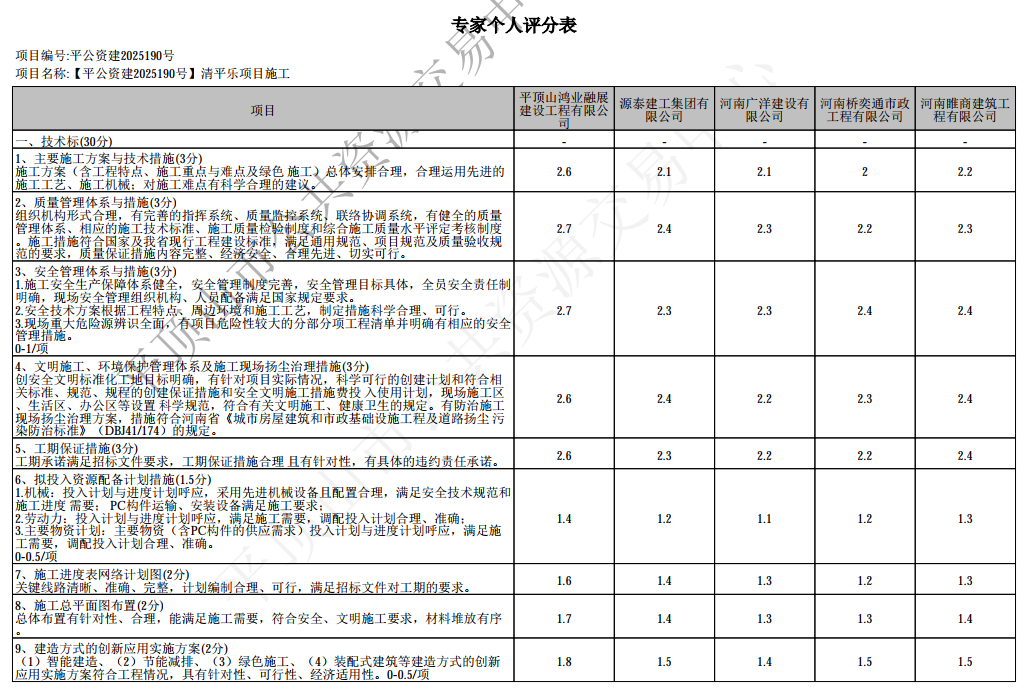 专家个人评分表
项目编号:平公资建2025190号
项目名称:【平公资建2025190号】清平乐项目施工
项目
平顶山鸿业融展
建设工程有限公
司
源泰建工集团有
限公司
河南广洋建设有
限公司
河南桥奕通市政
工程有限公司
河南睢商建筑工
程有限公司
一、技术标(30分)
- - - - -
1、主要施工方案与技术措施(3分)
施工方案（含工程特点、施工重点与难点及绿色 施工）总体安排合理，合理运用先进的
施工工艺、施工机械；对施工难点有科学合理的建议。
2.6 2.1 2.1 2 2.2
2、质量管理体系与措施(3分)
组织机构形式合理，有完善的指挥系统、质量监控系统、联络协调系统，有健全的质量
管理体系、相应的施工技术标准、施工质量检验制度和综合施工质量水平评定考核制度
。施工措施符合国家及我省现行工程建设标准，满足通用规范、项目规范及质量验收规
范的要求，质量保证措施内容完整、经济安全、合理先进、切实可行。
2.7 2.4 2.3 2.2 2.3
3、安全管理体系与措施(3分)
1.施工安全生产保障体系健全，安全管理制度完善，安全管理目标具体，全员安全责任制
明确，现场安全管理组织机构、人员配备满足国家规定要求。
2.安全技术方案根据工程特点、周边环境和施工工艺，制定措施科学合理、可行。
3.现场重大危险源辨识全面，有项目危险性较大的分部分项工程清单并明确有相应的安全
管理措施。
0-1/项
2.7 2.3 2.3 2.4 2.4
4、文明施工、环境保护管理体系及施工现场扬尘治理措施(3分)
创安全文明标准化工地目标明确，有针对项目实际情况，科学可行的创建计划和符合相
关标准、规范、规程的创建保证措施和安全文明施工措施费投 入使用计划，现场施工区
、生活区、办公区等设置 科学规范，符合有关文明施工、健康卫生的规定。有防治施工
现场扬尘治理方案，措施符合河南省《城市房屋建筑和市政基础设施工程及道路扬尘 污
染防治标准》（DBJ41/174）的规定。
2.6 2.4 2.2 2.3 2.4
5、工期保证措施(3分)
工期承诺满足招标文件要求，工期保证措施合理 且有针对性，有具体的违约责任承诺。
2.6 2.3 2.2 2.2 2.4
6、拟投入资源配备计划措施(1.5分)
1.机械：投入计划与进度计划呼应，采用先进机械设备且配置合理，满足安全技术规范和
施工进度 需要； PC构件运输、安装设备满足施工要求；
2.劳动力：投入计划与进度计划呼应，满足施工需要，调配投入计划合理、准确；
3.主要物资计划：主要物资（含PC构件的供应需求）投入计划与进度计划呼应，满足施
工需要，调配投入计划合理、准确。
0-0.5/项
1.4 1.2 1.1 1.2 1.3
7、施工进度表网络计划图(2分)
关键线路清晰、准确、完整，计划编制合理、可行，满足招标文件对工期的要求。
1.6 1.4 1.3 1.2 1.3
8、施工总平面图布置(2分)
总体布置有针对性、合理，能满足施工需要，符合安全、文明施工要求，材料堆放有序
。
1.7 1.4 1.3 1.3 1.4
9、建造方式的创新应用实施方案(2分)
（1）智能建造、（2）节能减排、（3）绿色施工、（4）装配式建筑等建造方式的创新
应用实施方案符合工程情况，具有针对性、可行性、经济适用性。0-0.5/项
1.8 1.5 1.4 1.5 1.5
平顶山市公共资源交易中心